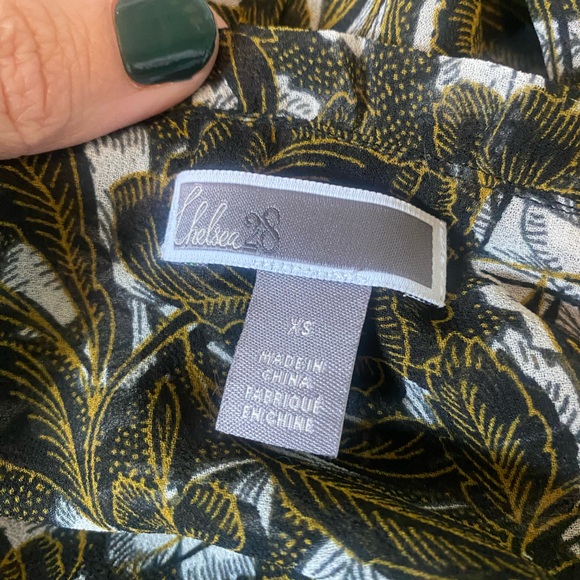 Chelsea28
XS
MADE IN
CHINA
FABRIQUÉ
EN CHINE